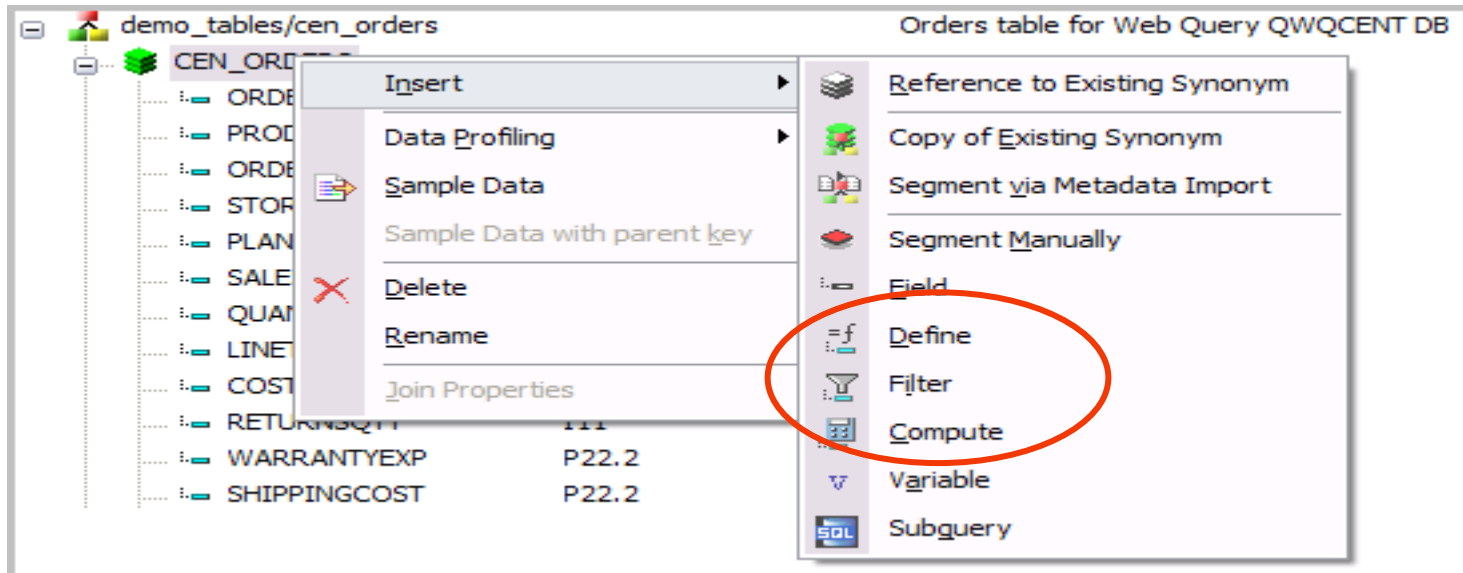 demo_tables/cen_orders Orders table for Web Query QWQCENT DB
CEN_ORDERS
Insert
Data Profiling
Sample Data
Sample Data with parent key
Delete
Rename
Join Properties
Reference to Existing Synonym
Copy of Existing Synonym
Segment via Metadata Import
Segment Manually
Field
Define
Filter
Compute
Variable
Subquery
SQL
ORDE
PROD
ORDE
STOR
PLAN
SALE
QUAN
LINET
COST
RETURNSQTY I11
WARRANTYEXP P22.2
SHIPPINGCOST P22.2